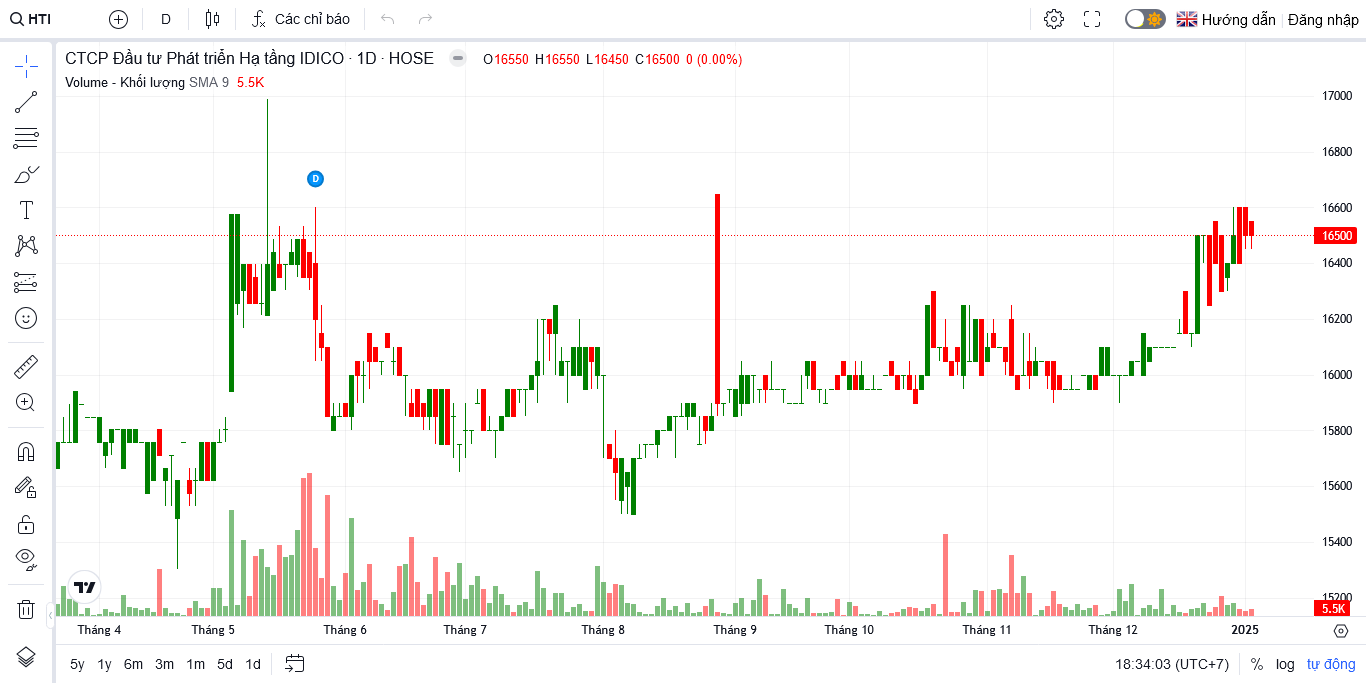 HTI D Các chỉ báo Hướng dẫn Đăng nhập
CTCP Đầu tư Phát triển Hạ tầng IDICO · 1D · HOSE O16550 H16550 L16450 C16500 0 (0.00%)
Volume - Khối lượng SMA 9 5.5K
17000
16800
D
16600
16500
16400
16200
16000
15800
15600
15400
15200
5.5K
Tháng 4 Tháng 5 Tháng 6 Tháng 7 Tháng 8 Tháng 9 Tháng 10 Tháng 11 Tháng 12 2025
5y 1y 6m 3m 1m 5d 1d 18:34:03 (UTC+7) % log tự động